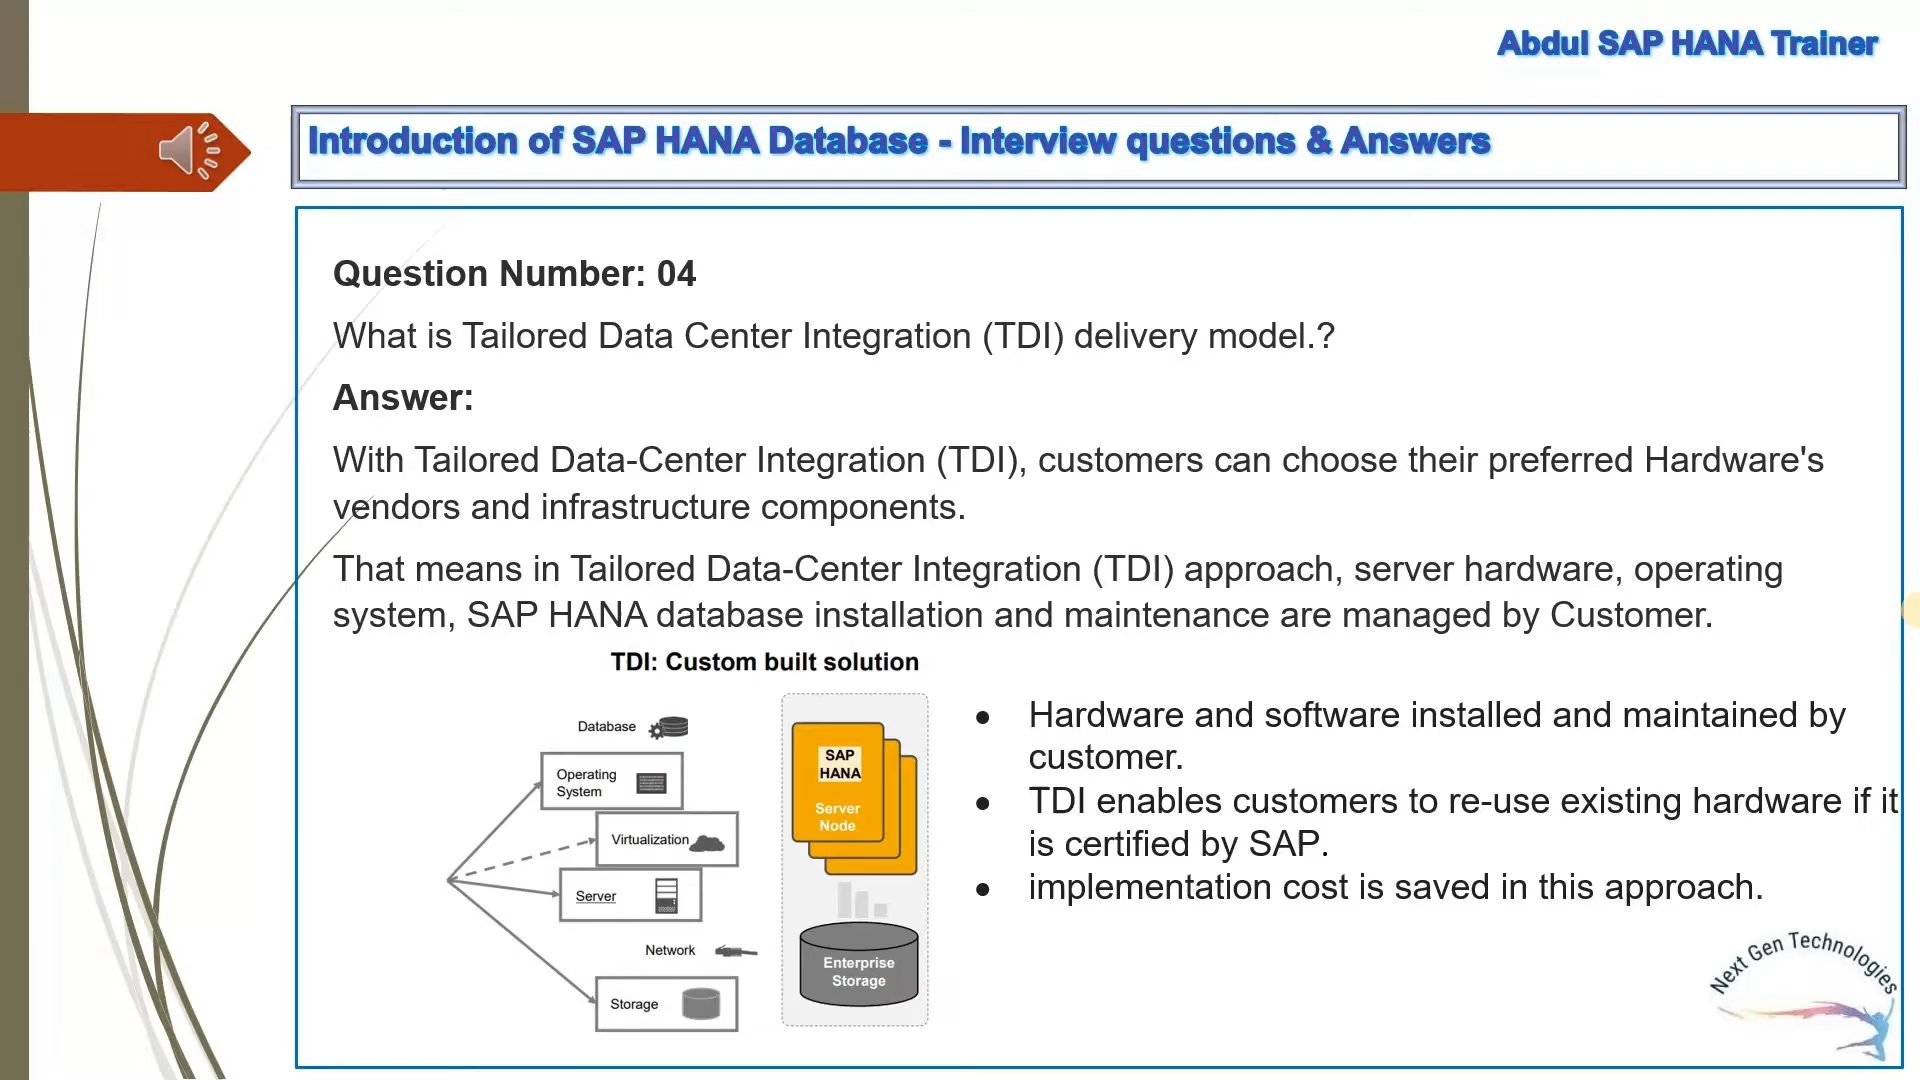 Abdul SAP HANA Trainer
Introduction of SAP HANA Database - Interview questions & Answers
Question Number: 04
What is Tailored Data Center Integration (TDI) delivery model.?
Answer:
With Tailored Data-Center Integration (TDI), customers can choose their preferred Hardware's
vendors and infrastructure components.
That means in Tailored Data-Center Integration (TDI) approach, server hardware, operating
system, SAP HANA database installation and maintenance are managed by Customer.
TDI: Custom built solution
Database
Operating
System
Virtualization
Server
Network
Storage
SAP
HANA
Server
Node
Enterprise
Storage
● Hardware and software installed and maintained by
customer.
● TDI enables customers to re-use existing hardware if it
is certified by SAP.
● implementation cost is saved in this approach.
Next Gen Technologies